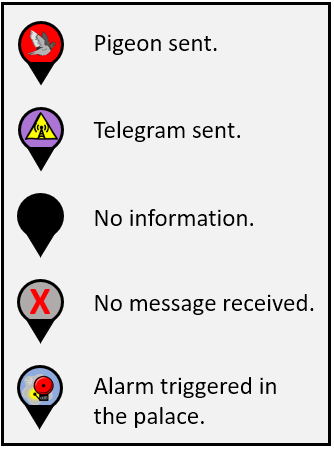 Pigeon sent.
Telegram sent.
No information.
X
No message received.
Alarm triggered in
the palace.